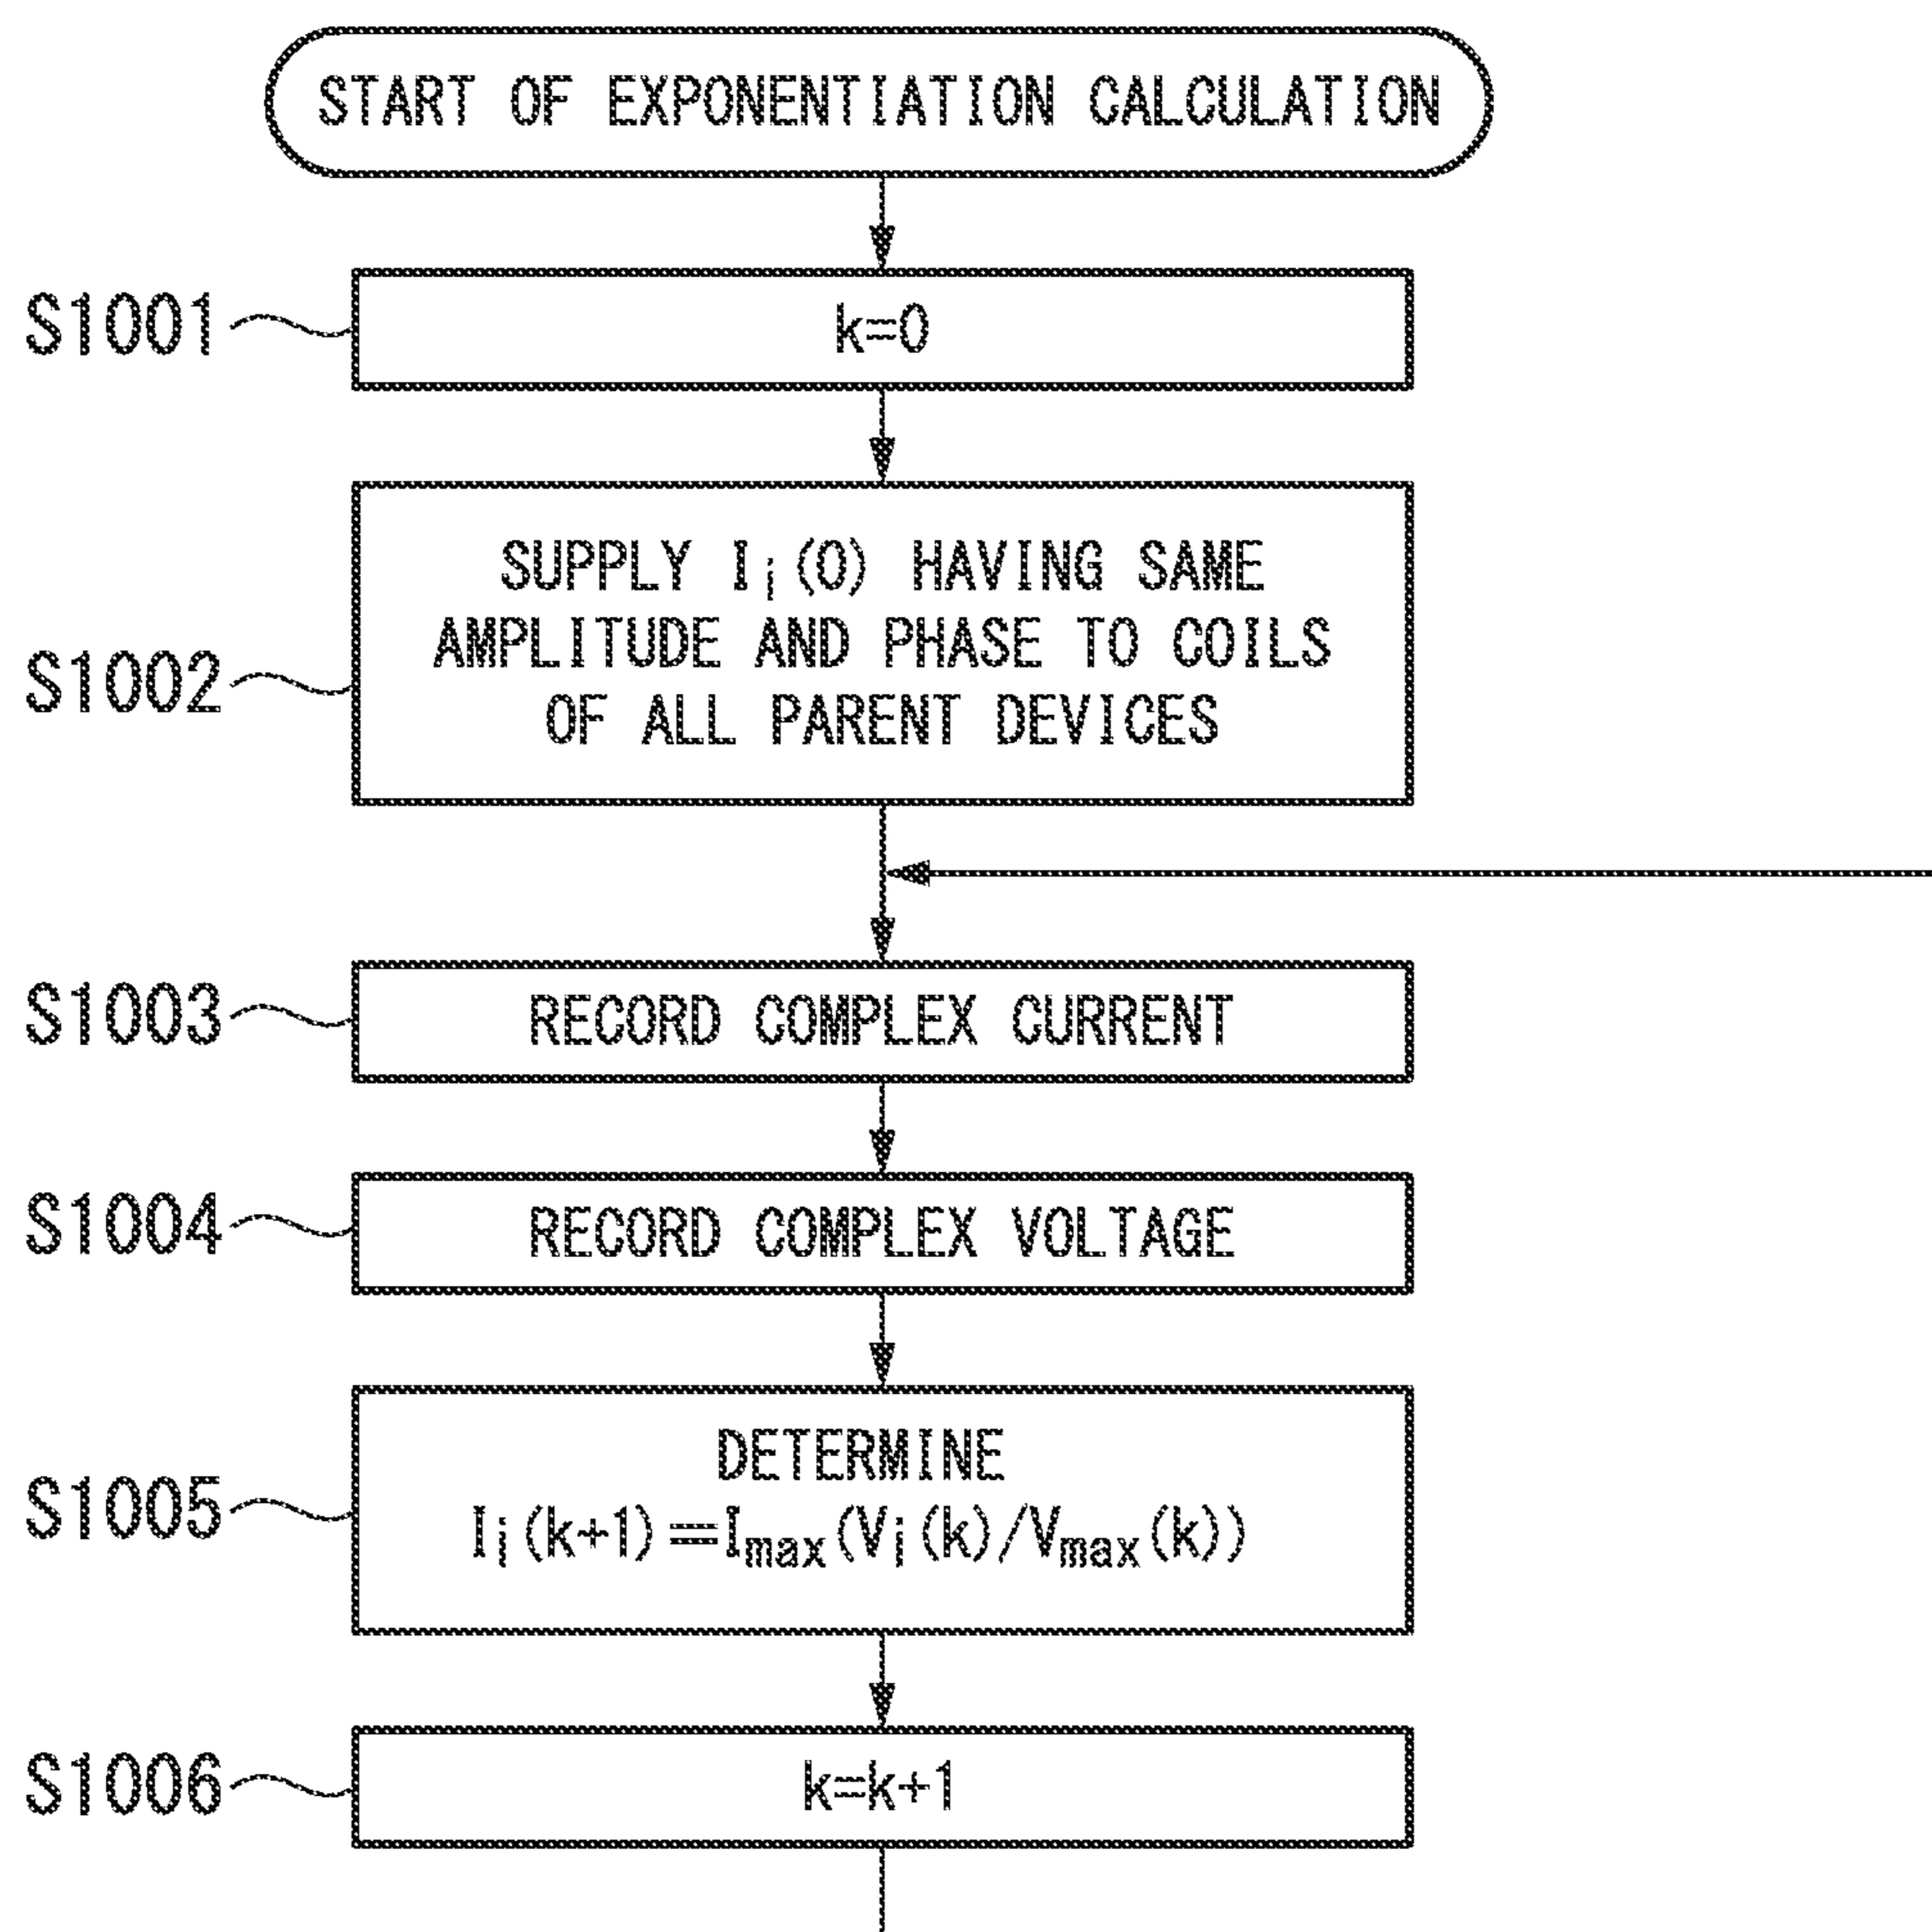 START OF EXPONENTIATION CALCULATION
S1001
k=0
S1002
SUPPLY Iᵢ(0) HAVING SAME
AMPLITUDE AND PHASE TO COILS
OF ALL PARENT DEVICES
S1003
RECORD COMPLEX CURRENT
S1004
RECORD COMPLEX VOLTAGE
S1005
DETERMINE
Iᵢ(k+1)=Imax(Vᵢ(k)/Vmax(k))
S1006
k=k+1